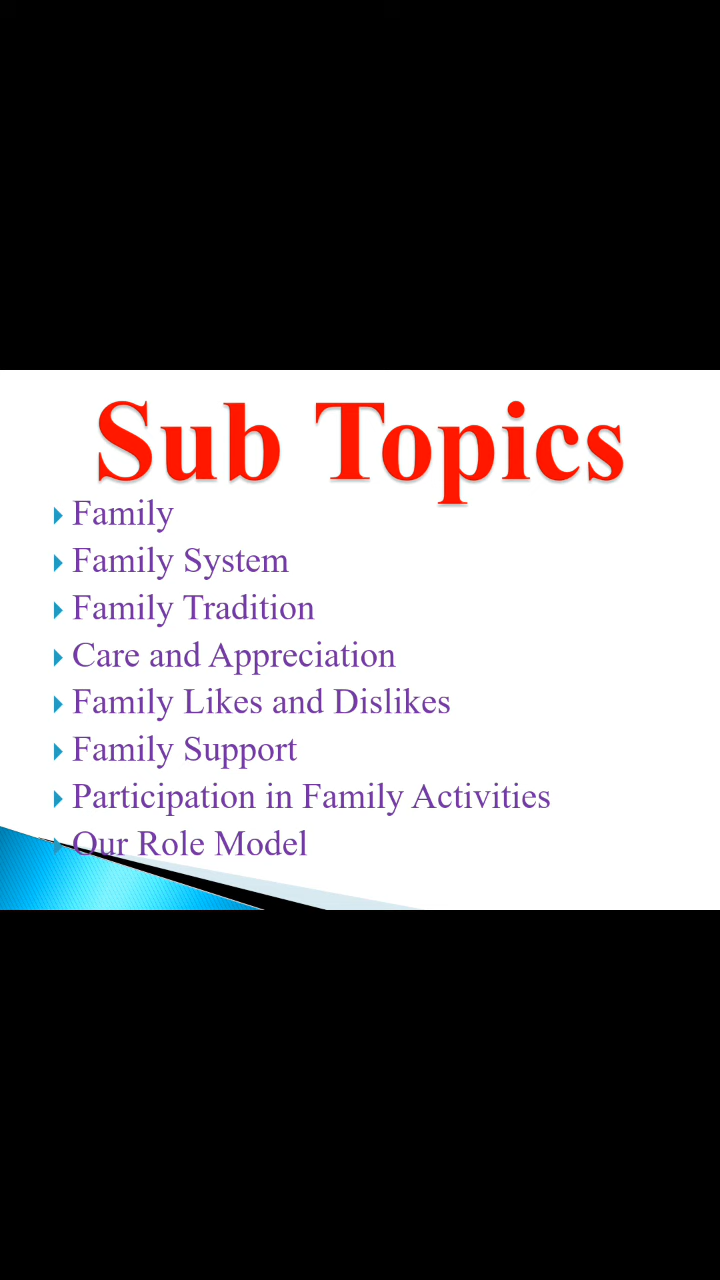 Sub Topics
Family
Family System
Family Tradition
Care and Appreciation
Family Likes and Dislikes
Family Support
Participation in Family Activities
Our Role Model